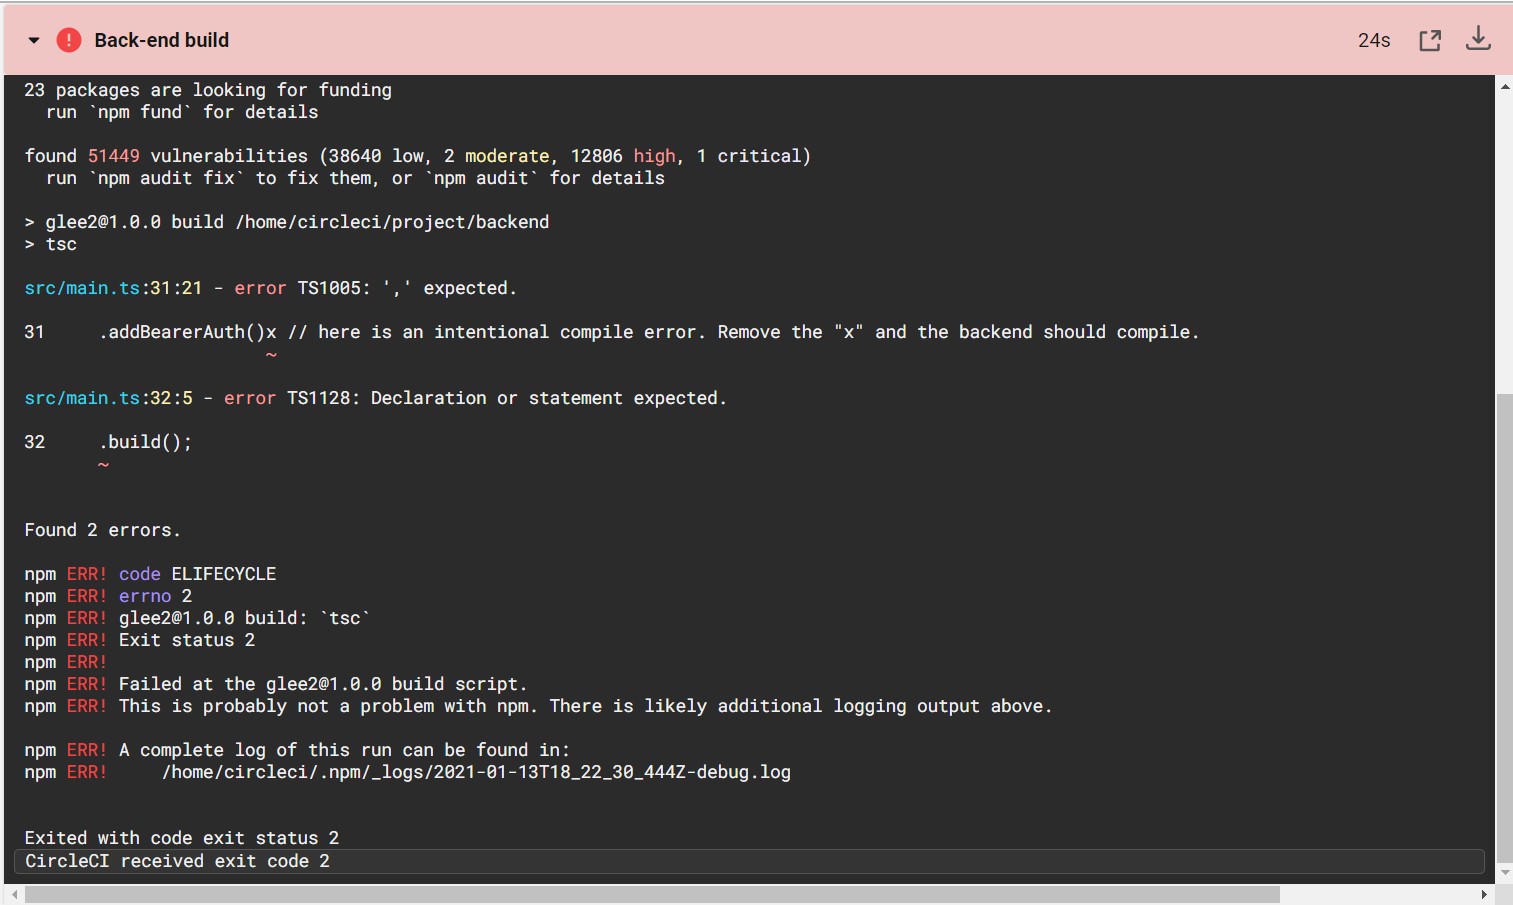 Back-end build 24s
23 packages are looking for funding
run `npm fund` for details
found 51449 vulnerabilities (38640 low, 2 moderate, 12806 high, 1 critical)
run `npm audit fix` to fix them, or `npm audit` for details
> glee2@1.0.0 build /home/circleci/project/backend
> tsc
src/main.ts:31:21 - error TS1005: ',' expected.
31     .addBearerAuth()x // here is an intentional compile error. Remove the "x" and the backend should compile.
~
src/main.ts:32:5 - error TS1128: Declaration or statement expected.
32     .build();
~
Found 2 errors.
npm ERR! code ELIFECYCLE
npm ERR! errno 2
npm ERR! glee2@1.0.0 build: `tsc`
npm ERR! Exit status 2
npm ERR!
npm ERR! Failed at the glee2@1.0.0 build script.
npm ERR! This is probably not a problem with npm. There is likely additional logging output above.
npm ERR! A complete log of this run can be found in:
npm ERR!     /home/circleci/.npm/_logs/2021-01-13T18_22_30_444Z-debug.log
Exited with code exit status 2
CircleCI received exit code 2